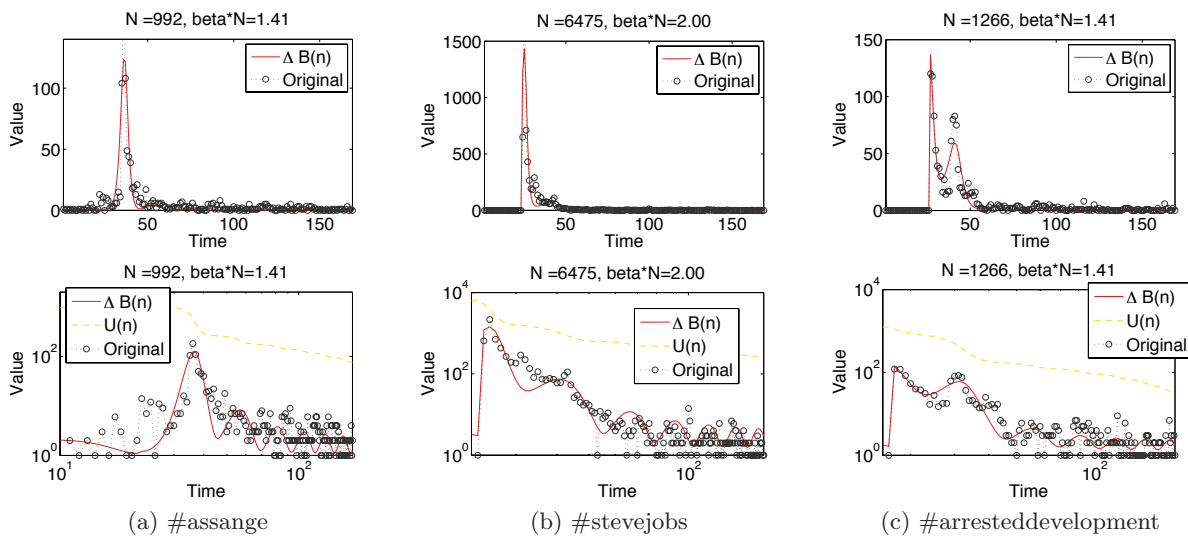 N =992, beta*N=1.41
Value
100
50
0
50
100
150
Time
Δ B(n)
Original
N =6475, beta*N=2.00
Value
1500
1000
500
0
50
100
150
Time
Δ B(n)
Original
N =1266, beta*N=1.41
Value
150
100
50
0
50
100
150
Time
Δ B(n)
Original
N =992, beta*N=1.41
Value
10^2
10^0
10^1
10^2
Time
Δ B(n)
U(n)
Original
N =6475, beta*N=2.00
Value
10^4
10^2
10^0
10^2
Time
Δ B(n)
U(n)
Original
N =1266, beta*N=1.41
Value
10^4
10^2
10^0
10^2
Time
Δ B(n)
U(n)
Original
(a) #assange
(b) #stevejobs
(c) #arresteddevelopment